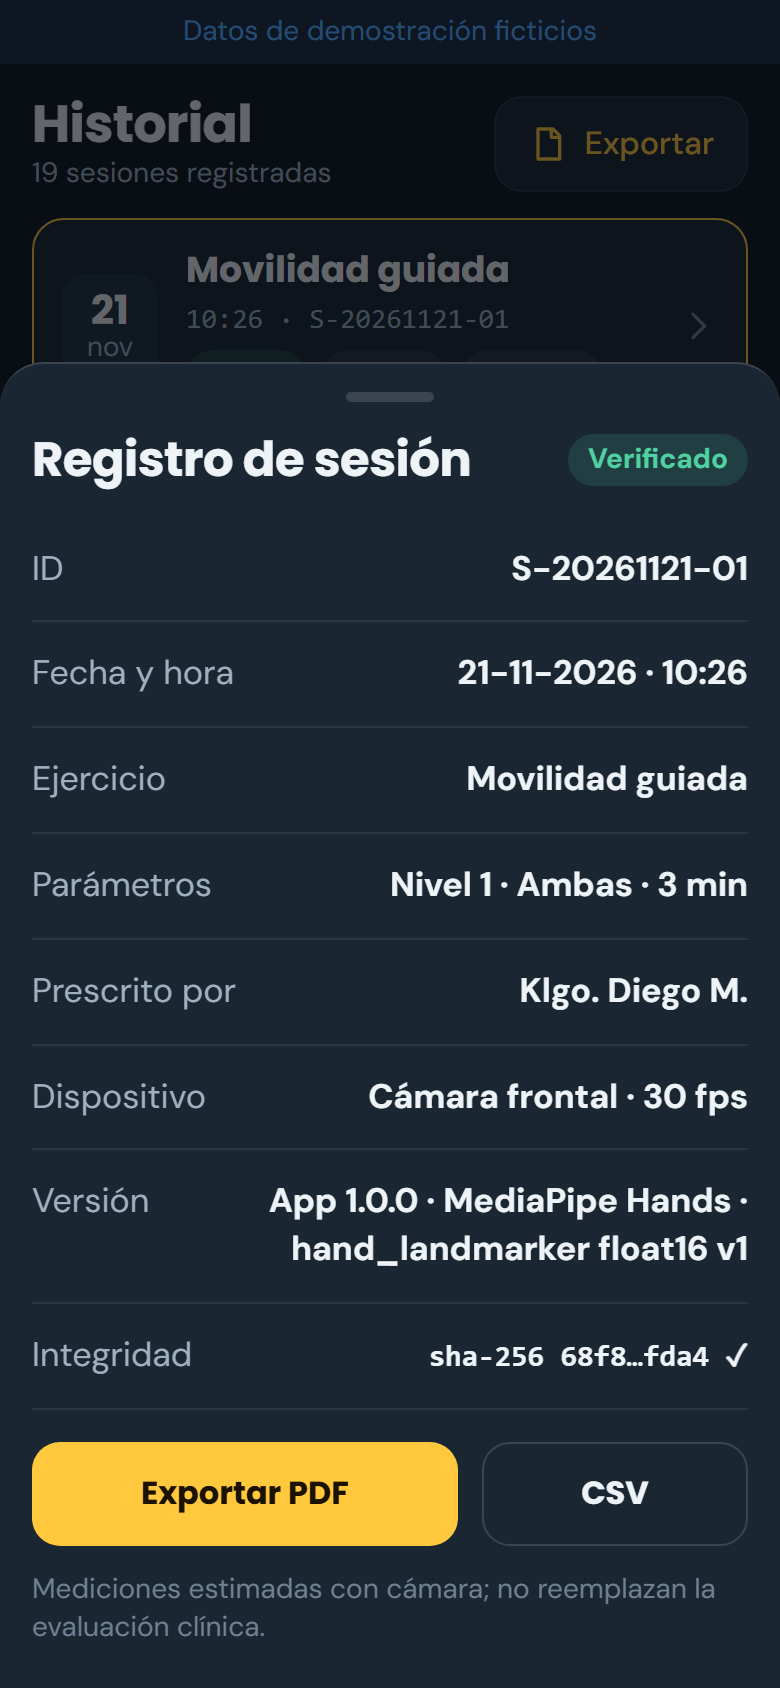 Datos de demostración ficticios
Historial
Exportar
19 sesiones registradas
Movilidad guiada
21
nov
10:26 · S-20261121-01
Registro de sesión
Verificado
ID
S-20261121-01
Fecha y hora
21-11-2026 · 10:26
Ejercicio
Movilidad guiada
Parámetros
Nivel 1 · Ambas · 3 min
Prescrito por
Klgo. Diego M.
Dispositivo
Cámara frontal · 30 fps
Versión
App 1.0.0 · MediaPipe Hands ·
hand_landmarker float16 v1
Integridad
sha-256 68f8…fda4 ✓
Exportar PDF
CSV
Mediciones estimadas con cámara; no reemplazan la
evaluación clínica.